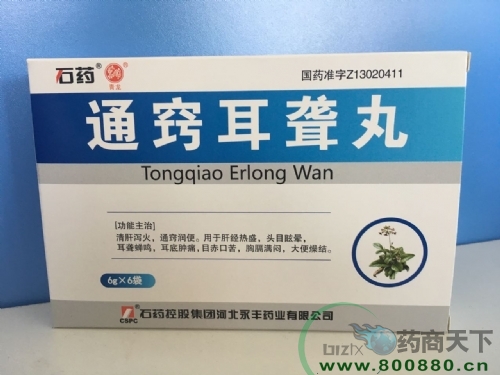 石药
国药准字Z13020411
通窍耳聋丸
Tongqiao Erlong Wan
[功能主治]
清肝泻火，通窍润便。用于肝经热盛，头目眩晕，
耳聋蝉鸣，耳底肿痛，目赤口苦，胸膈满闷，大便燥结。
6g×6袋
CSPC
石药控股集团河北永丰药业有限公司
药商天下
www.800880.cn